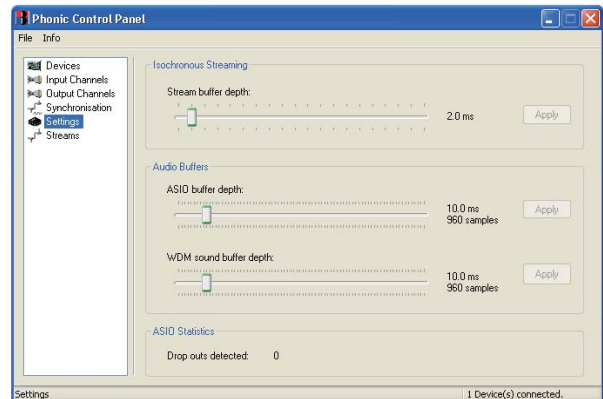 Phonic Control Panel
File Info
Devices
Input Channels
Output Channels
Synchronisation
Settings
Streams
Isochronous Streaming
Stream buffer depth:
2.0 ms
Apply
Audio Buffers
ASIO buffer depth:
10.0 ms
960 samples
Apply
WDM sound buffer depth:
10.0 ms
960 samples
Apply
ASIO Statistics
Drop outs detected: 0
Settings
1 Device(s) connected.